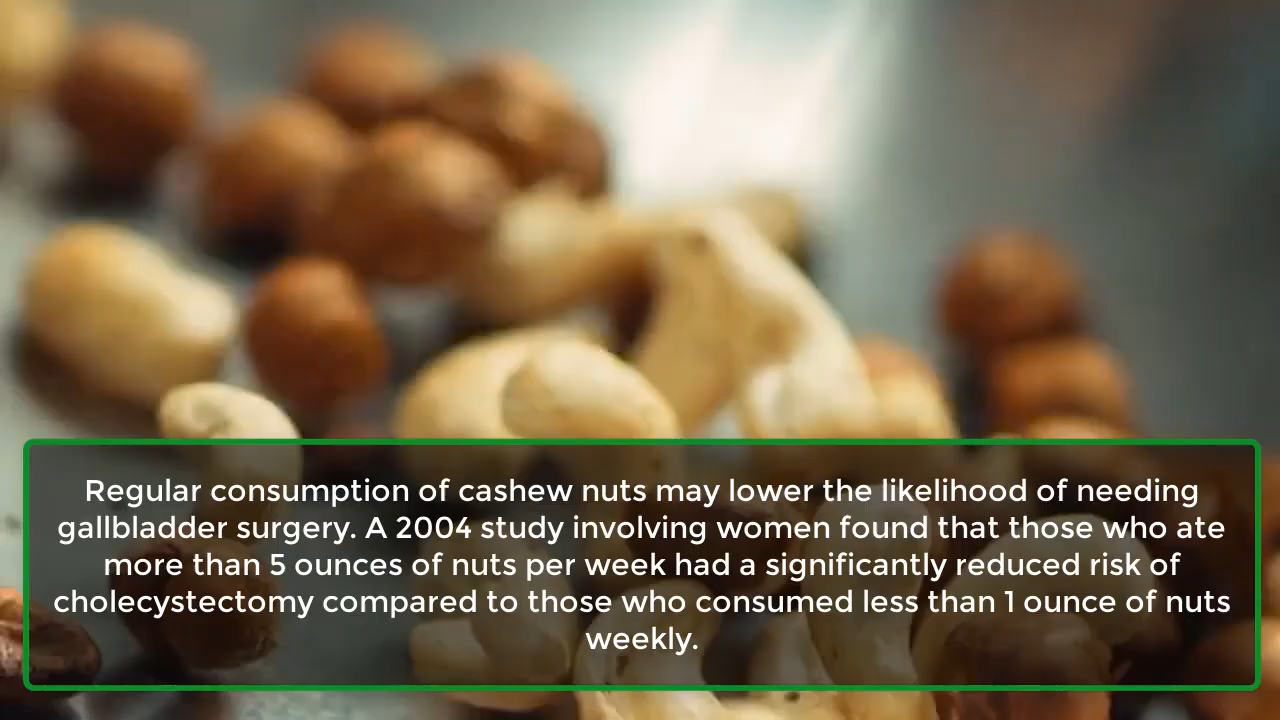 Regular consumption of cashew nuts may lower the likelihood of needing
gallbladder surgery. A 2004 study involving women found that those who ate
more than 5 ounces of nuts per week had a significantly reduced risk of
cholecystectomy compared to those who consumed less than 1 ounce of nuts
weekly.